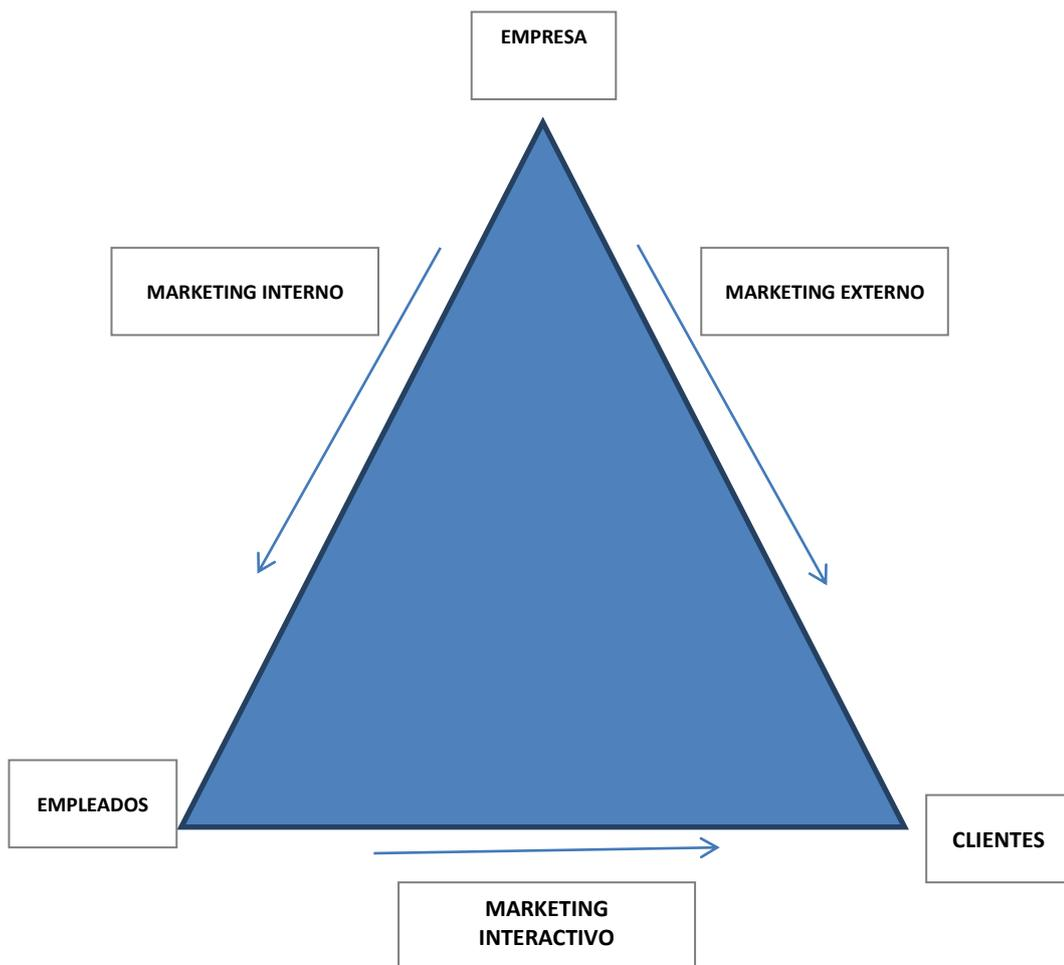 EMPRESA
MARKETING INTERNO
MARKETING EXTERNO
EMPLEADOS
CLIENTES
MARKETING
INTERACTIVO